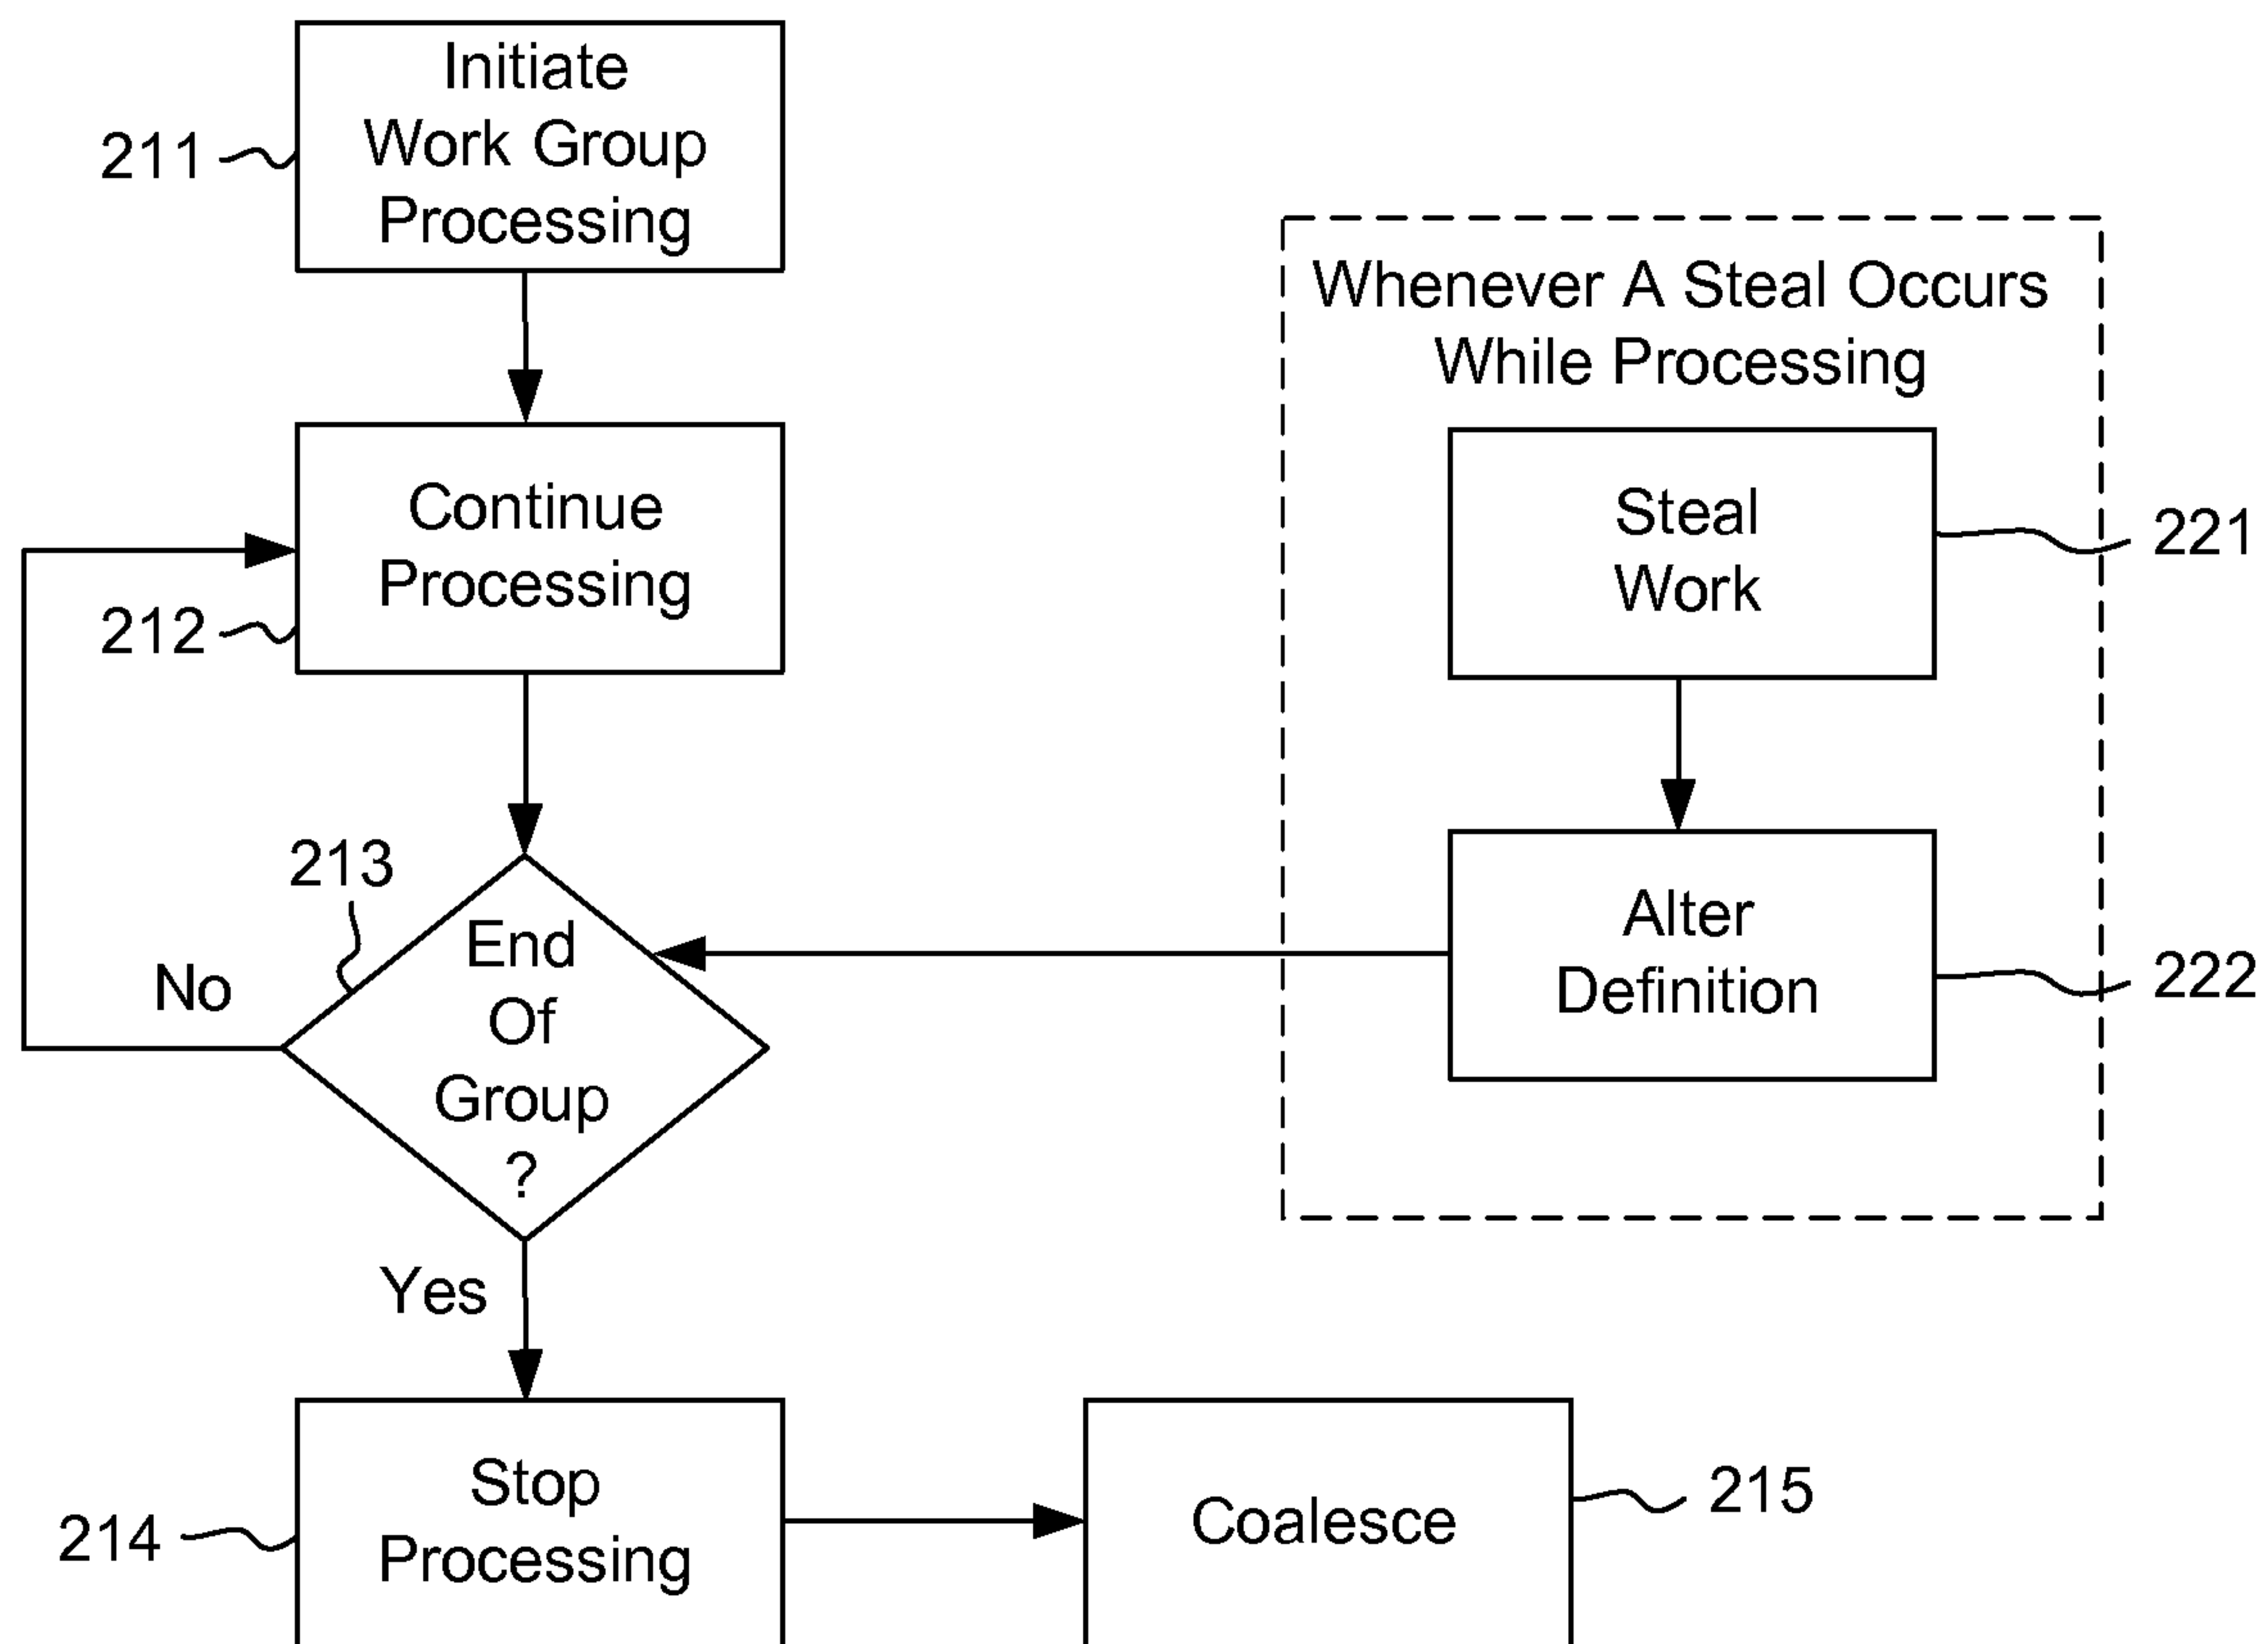 Initiate
Work Group
Processing
211
Continue
Processing
212
213
End
Of
Group
?
No
Yes
Stop
Processing
214
Coalesce
215
Whenever A Steal Occurs
While Processing
Steal
Work
221
Alter
Definition
222